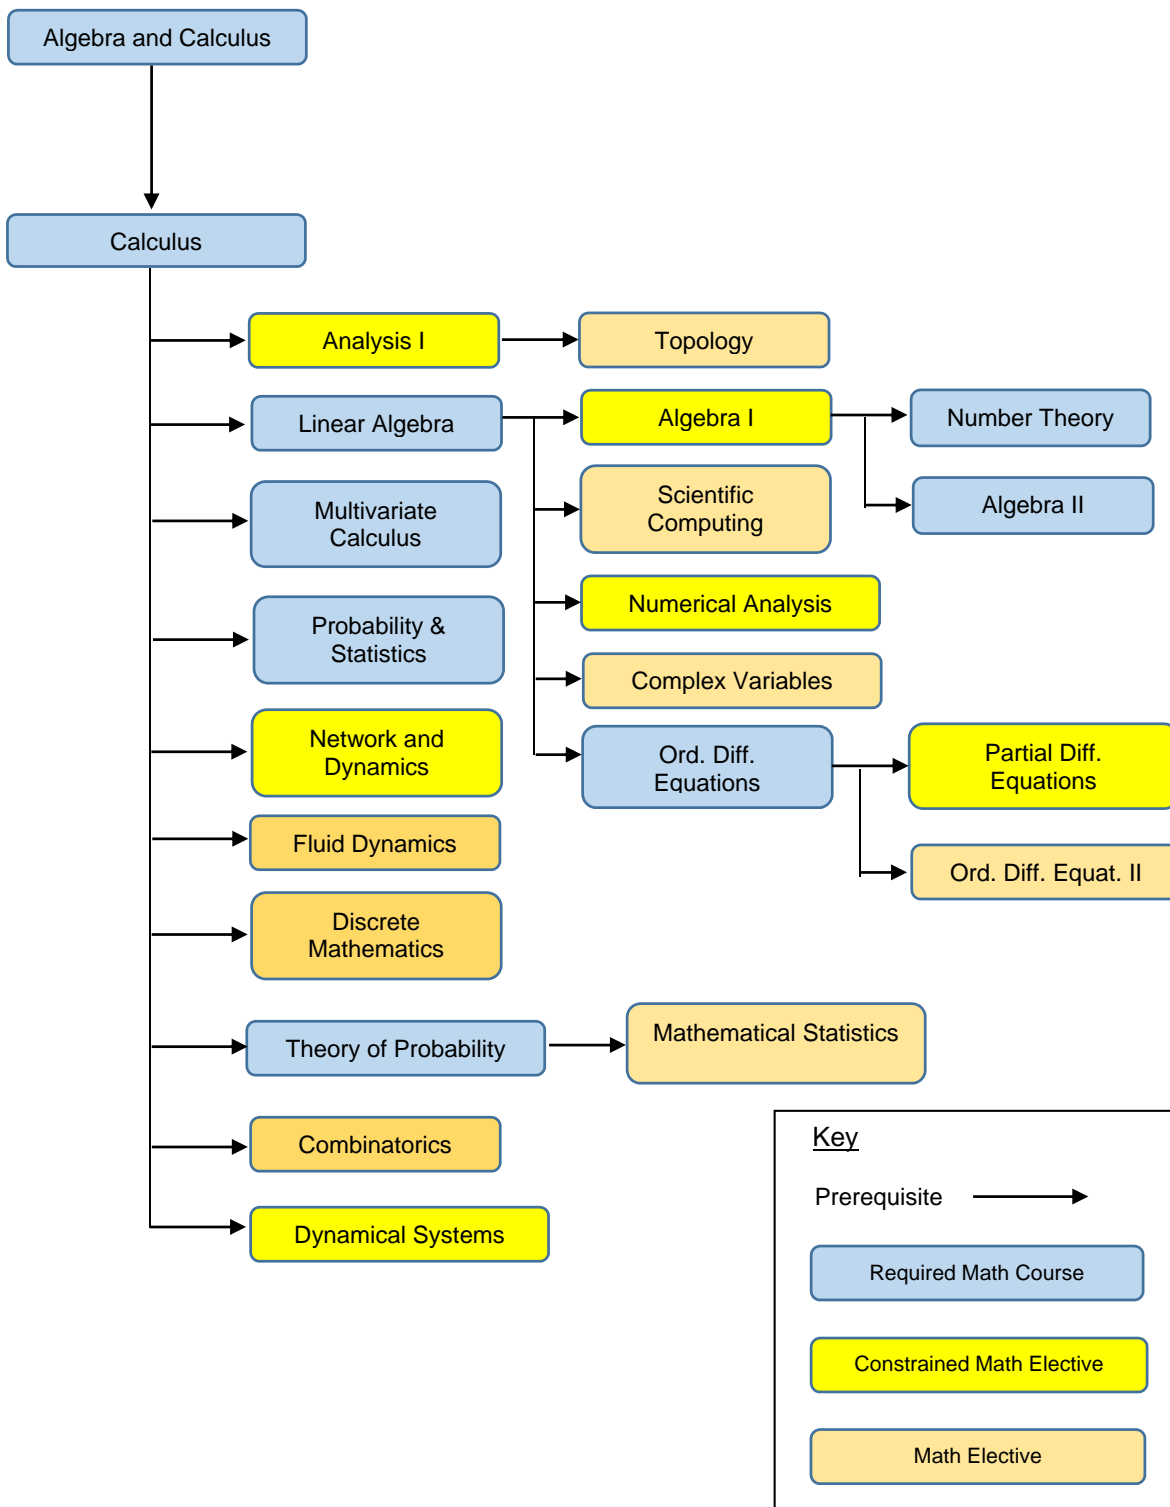 Algebra and Calculus
Calculus
Analysis I
Topology
Linear Algebra
Algebra I
Number Theory
Scientific
Computing
Algebra II
Multivariate
Calculus
Numerical Analysis
Probability &
Statistics
Complex Variables
Network and
Dynamics
Ord. Diff.
Equations
Partial Diff.
Equations
Fluid Dynamics
Ord. Diff. Equat. II
Discrete
Mathematics
Theory of Probability
Mathematical Statistics
Combinatorics
Dynamical Systems
Key
Prerequisite
Required Math Course
Constrained Math Elective
Math Elective